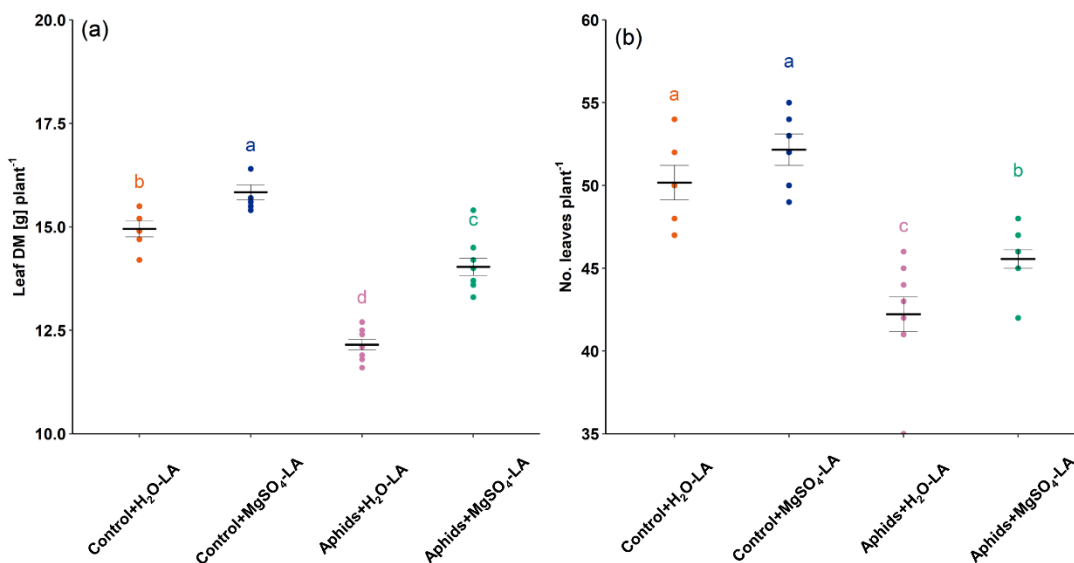 (a)
20.0
17.5
15.0
12.5
10.0
Leaf DM [g] plant⁻¹
b
a
d
c
Control+H₂O-LA
Control+MgSO₄-LA
Aphids+H₂O-LA
Aphids+MgSO₄-LA
(b)
60
55
50
45
40
35
No. leaves plant⁻¹
a
a
c
b
Control+H₂O-LA
Control+MgSO₄-LA
Aphids+H₂O-LA
Aphids+MgSO₄-LA